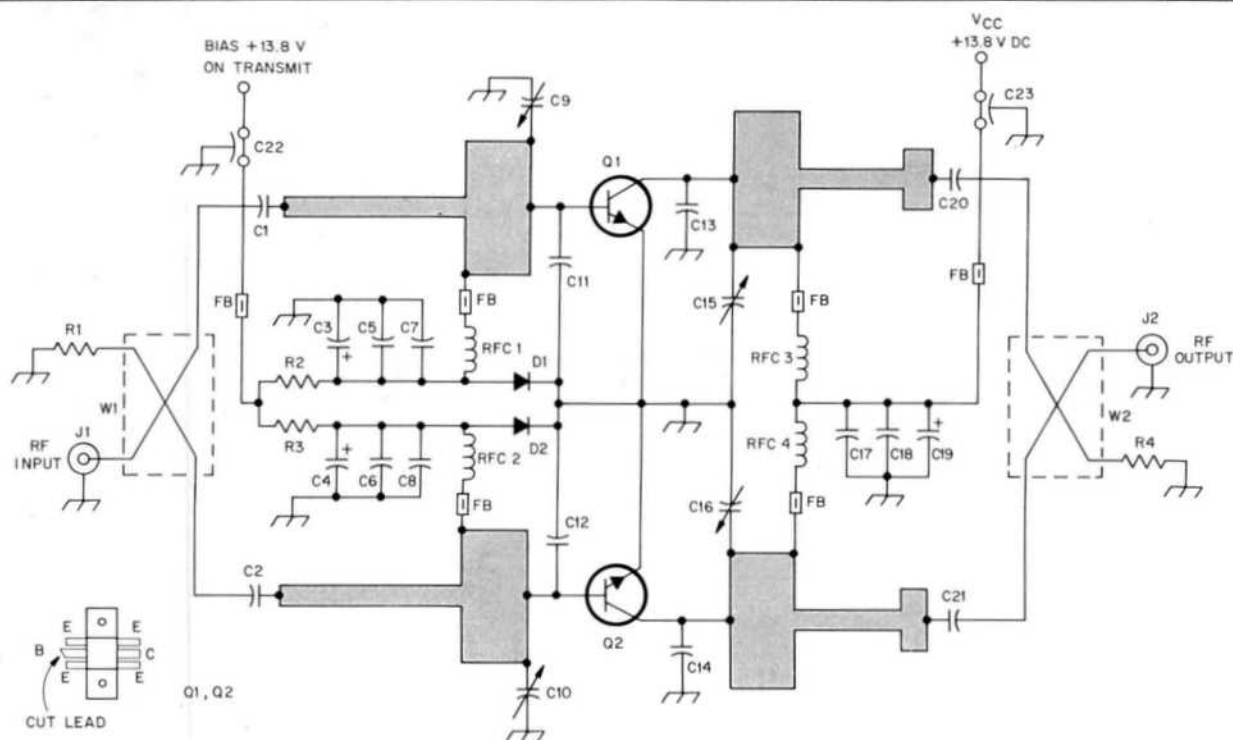 BIAS +13.8 V
ON TRANSMIT
VCC
+13.8 V DC
C22
C9
C23
Q1
C1
C13
C20
C11
FB
FB
C15
FB
FB
R1
C3
C5
C7
RFC 1
D1
RFC 3
J2
RF
OUTPUT
R2
W1
J1
RF
INPUT
R3
D2
RFC 2
RFC 4
C17
C18
C19
W2
R4
C4
C6
C8
FB
C16
FB
C12
C2
C21
Q2
C14
E
E
B
C
E
E
Q1, Q2
C10
CUT LEAD
+
+
+